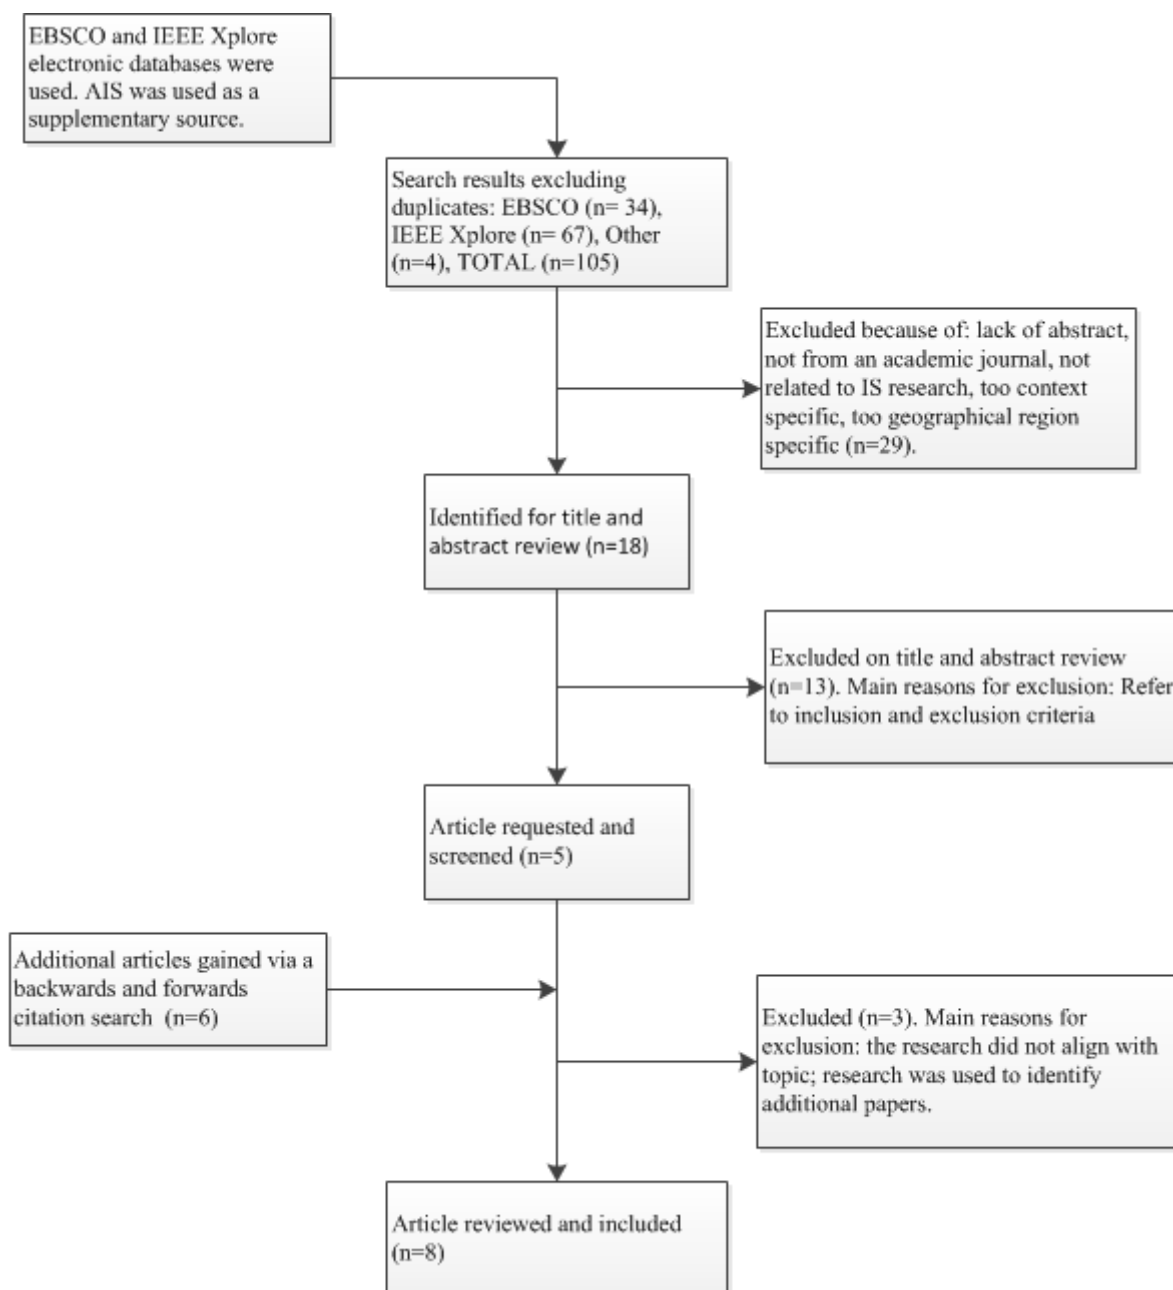 EBSCO and IEEE Xplore
electronic databases were
used. AIS was used as a
supplementary source.
Search results excluding
duplicates: EBSCO (n= 34),
IEEE Xplore (n= 67), Other
(n=4), TOTAL (n=105)
Excluded because of: lack of abstract,
not from an academic journal, not
related to IS research, too context
specific, too geographical region
specific (n=29).
Identified for title and
abstract review (n=18)
Excluded on title and abstract review
(n=13). Main reasons for exclusion: Refer
to inclusion and exclusion criteria
Article requested and
screened (n=5)
Additional articles gained via a
backwards and forwards
citation search  (n=6)
Excluded (n=3). Main reasons for
exclusion: the research did not align with
topic; research was used to identify
additional papers.
Article reviewed and included
(n=8)